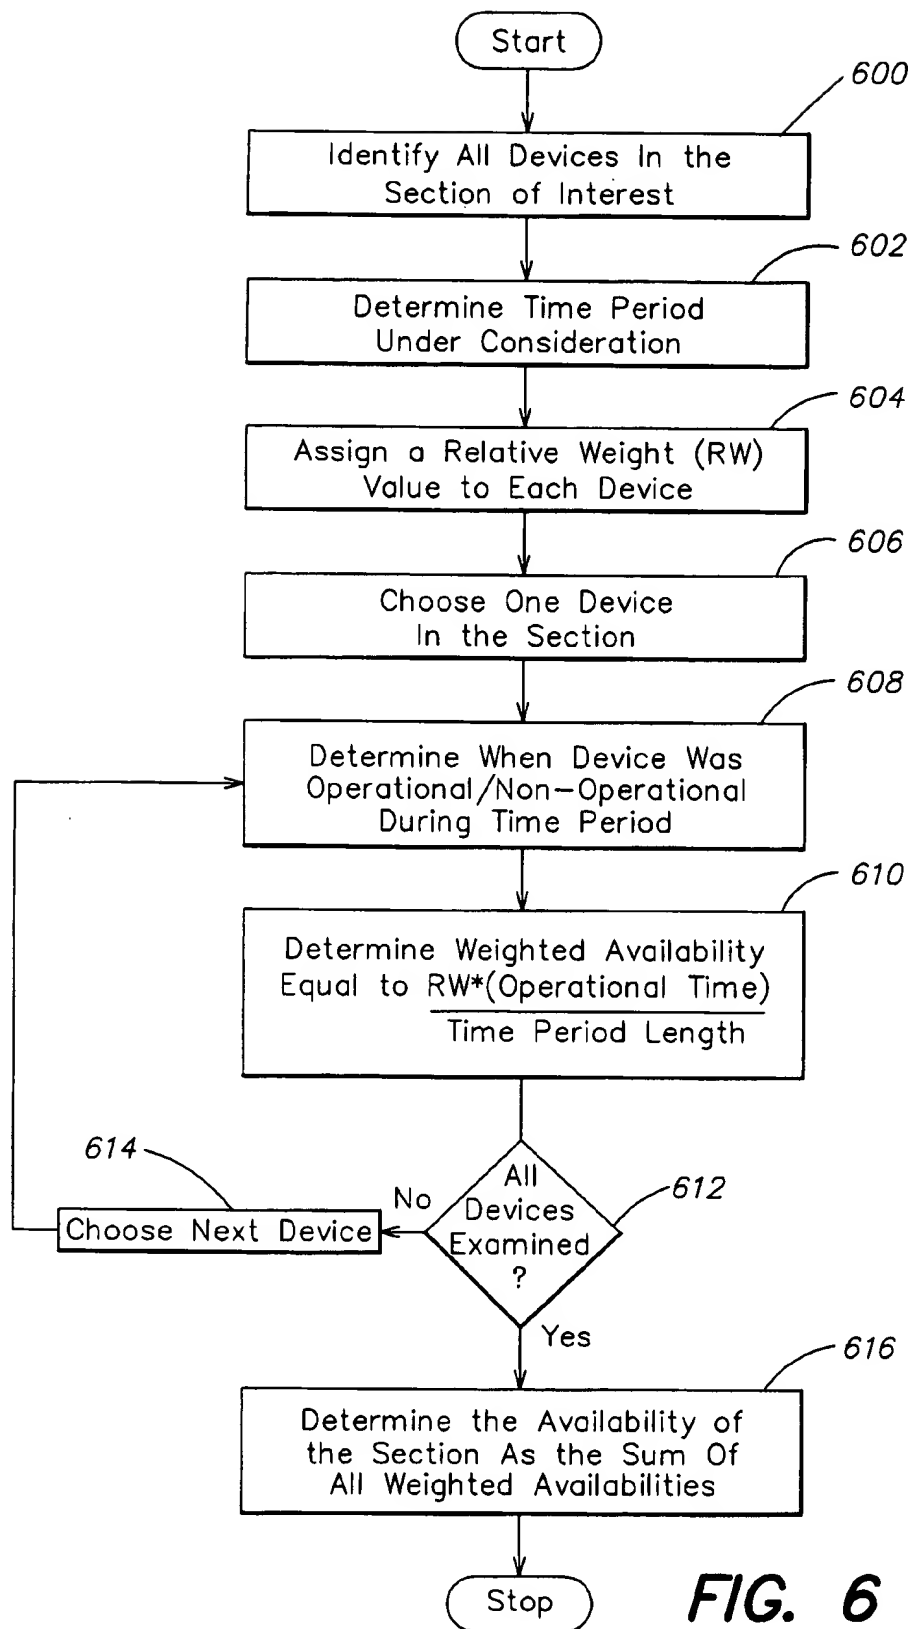 Start
600
Identify All Devices In the
Section of Interest
602
Determine Time Period
Under Consideration
604
Assign a Relative Weight (RW)
Value to Each Device
606
Choose One Device
In the Section
608
Determine When Device Was
Operational/Non-Operational
During Time Period
610
Determine Weighted Availability
Equal to RW*(Operational Time)
Time Period Length
614
No
All
Devices
Examined
?
612
Choose Next Device
Yes
616
Determine the Availability of
the Section As the Sum Of
All Weighted Availabilities
Stop
FIG. 6